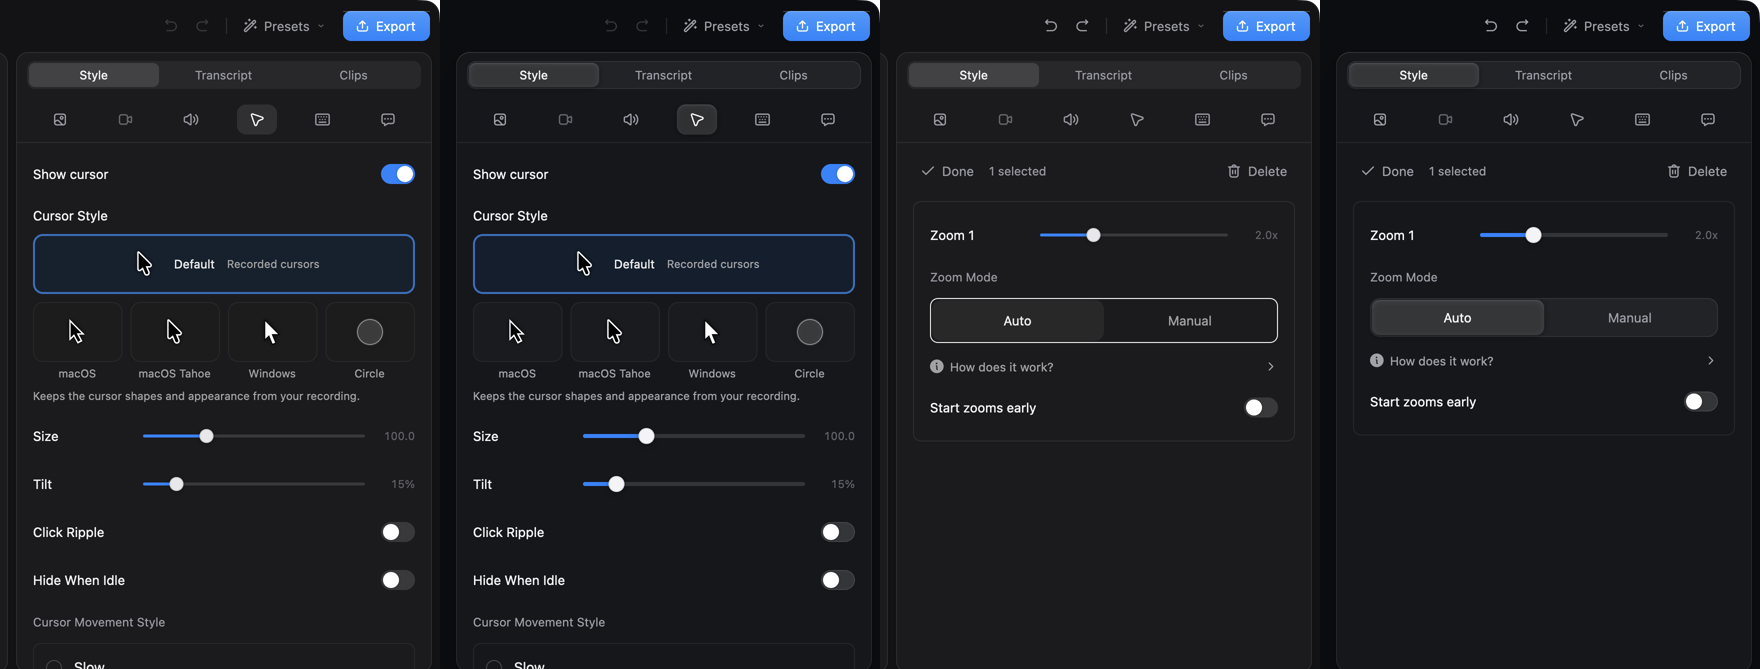 Presets Export
Style Transcript Clips
Show cursor
Cursor Style
Default Recorded cursors
macOS macOS Tahoe Windows Circle
Keeps the cursor shapes and appearance from your recording.
Size 100.0
Tilt 15%
Click Ripple
Hide When Idle
Cursor Movement Style
Slow
Presets Export
Style Transcript Clips
Show cursor
Cursor Style
Default Recorded cursors
macOS macOS Tahoe Windows Circle
Keeps the cursor shapes and appearance from your recording.
Size 100.0
Tilt 15%
Click Ripple
Hide When Idle
Cursor Movement Style
Slow
Presets Export
Style Transcript Clips
Done 1 selected Delete
Zoom 1 2.0x
Zoom Mode
Auto Manual
How does it work?
Start zooms early
Presets Export
Style Transcript Clips
Done 1 selected Delete
Zoom 1 2.0x
Zoom Mode
Auto Manual
How does it work?
Start zooms early